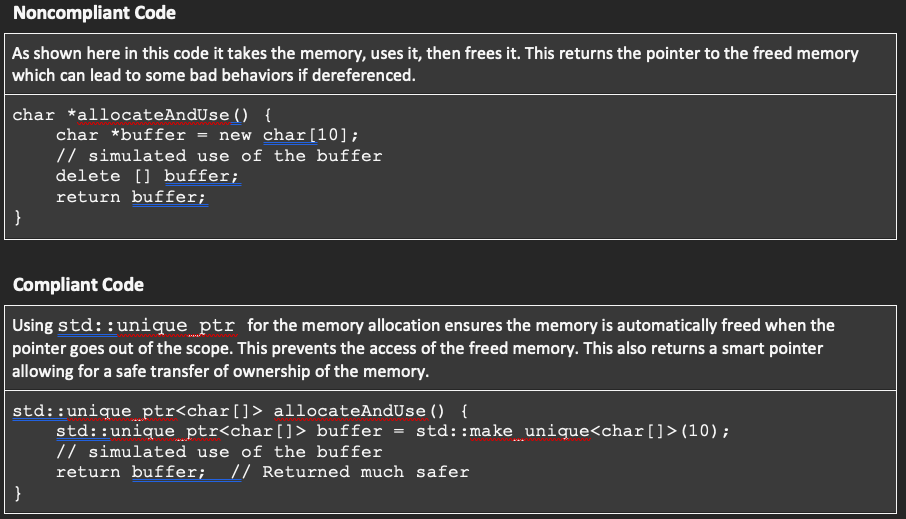 Noncompliant Code
As shown here in this code it takes the memory, uses it, then frees it. This returns the pointer to the freed memory
which can lead to some bad behaviors if dereferenced.
char *allocateAndUse() {
    char *buffer = new char[10];
    // simulated use of the buffer
    delete [] buffer;
    return buffer;
}
Compliant Code
Using std::unique_ptr for the memory allocation ensures the memory is automatically freed when the
pointer goes out of the scope. This prevents the access of the freed memory. This also returns a smart pointer
allowing for a safe transfer of ownership of the memory.
std::unique_ptr<char[]> allocateAndUse() {
    std::unique_ptr<char[]> buffer = std::make_unique<char[]>(10);
    // simulated use of the buffer
    return buffer;  // Returned much safer
}